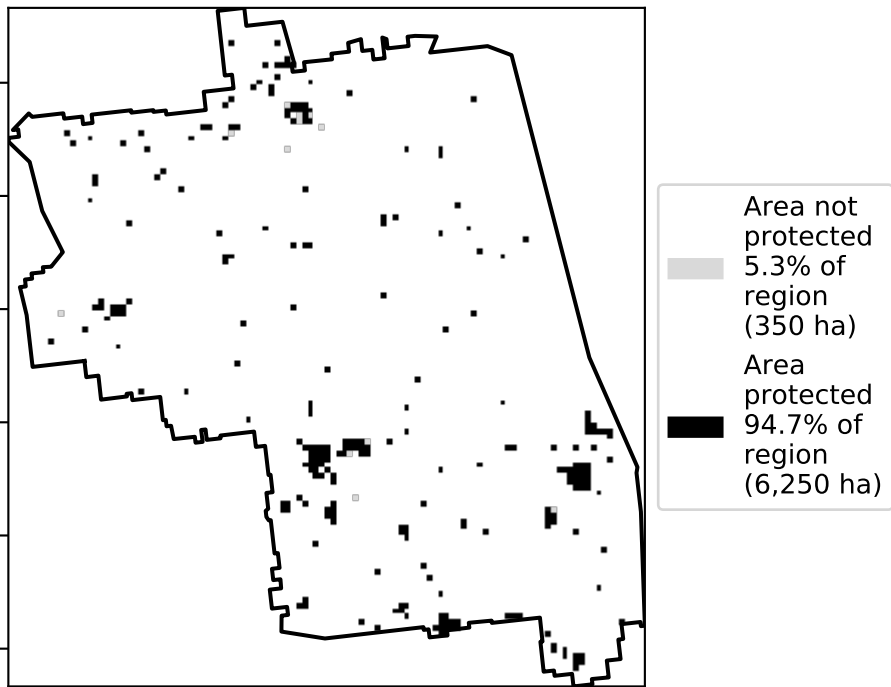 Area not
protected
5.3% of
region
(350 ha)
Area
protected
94.7% of
region
(6,250 ha)